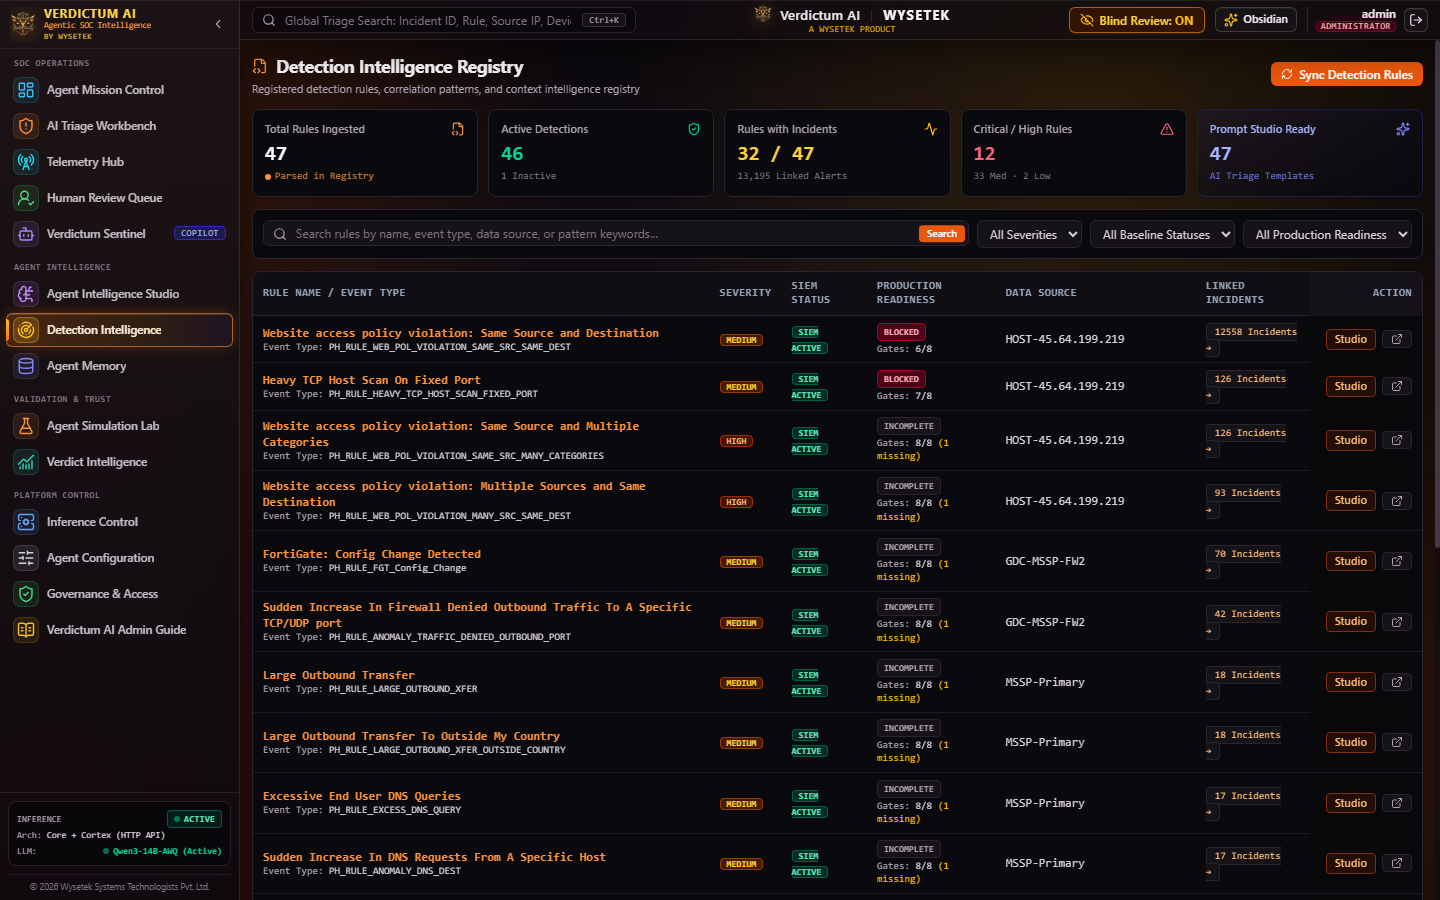 VERDICTUM AI
Agentic SOC Intelligence
BY WYSETEK
Global Triage Search: Incident ID, Rule, Source IP, Devi
Ctrl+K
Verdictum AI
WYSETEK
A WYSETEK PRODUCT
Blind Review: ON
Obsidian
admin
ADMINISTRATOR
SOC OPERATIONS
Agent Mission Control
AI Triage Workbench
Telemetry Hub
Human Review Queue
Verdictum Sentinel
COPILOT
AGENT INTELLIGENCE
Agent Intelligence Studio
Detection Intelligence
Agent Memory
VALIDATION & TRUST
Agent Simulation Lab
Verdict Intelligence
PLATFORM CONTROL
Inference Control
Agent Configuration
Governance & Access
Verdictum AI Admin Guide
INFERENCE
ACTIVE
Arch: Core + Cortex (HTTP API)
LLM: Qwen3-14B-AWQ (Active)
© 2026 Wysetek Systems Technologists Pvt. Ltd.
Detection Intelligence Registry
Registered detection rules, correlation patterns, and context intelligence registry
Sync Detection Rules
Total Rules Ingested
47
Parsed in Registry
Active Detections
46
1 Inactive
Rules with Incidents
32 / 47
13,195 Linked Alerts
Critical / High Rules
12
33 Med · 2 Low
Prompt Studio Ready
47
AI Triage Templates
Search rules by name, event type, data source, or pattern keywords...
Search
All Severities
All Baseline Statuses
All Production Readiness
RULE NAME / EVENT TYPE
SEVERITY
SIEM
STATUS
PRODUCTION
READINESS
DATA SOURCE
LINKED
INCIDENTS
ACTION
Website access policy violation: Same Source and Destination
Event Type: PH_RULE_WEB_POL_VIOLATION_SAME_SRC_SAME_DEST
MEDIUM
SIEM
ACTIVE
BLOCKED
Gates: 6/8
HOST-45.64.199.219
12558 Incidents
→
Studio
Heavy TCP Host Scan On Fixed Port
Event Type: PH_RULE_HEAVY_TCP_HOST_SCAN_FIXED_PORT
MEDIUM
SIEM
ACTIVE
BLOCKED
Gates: 7/8
HOST-45.64.199.219
126 Incidents
→
Studio
Website access policy violation: Same Source and Multiple
Categories
Event Type: PH_RULE_WEB_POL_VIOLATION_SAME_SRC_MANY_CATEGORIES
HIGH
SIEM
ACTIVE
INCOMPLETE
Gates: 8/8 (1
missing)
HOST-45.64.199.219
126 Incidents
→
Studio
Website access policy violation: Multiple Sources and Same
Destination
Event Type: PH_RULE_WEB_POL_VIOLATION_MANY_SRC_SAME_DEST
HIGH
SIEM
ACTIVE
INCOMPLETE
Gates: 8/8 (1
missing)
HOST-45.64.199.219
93 Incidents
→
Studio
FortiGate: Config Change Detected
Event Type: PH_RULE_FGT_Config_Change
MEDIUM
SIEM
ACTIVE
INCOMPLETE
Gates: 8/8 (1
missing)
GDC-MSSP-FW2
70 Incidents
→
Studio
Sudden Increase In Firewall Denied Outbound Traffic To A Specific
TCP/UDP port
Event Type: PH_RULE_ANOMALY_TRAFFIC_DENIED_OUTBOUND_PORT
MEDIUM
SIEM
ACTIVE
INCOMPLETE
Gates: 8/8 (1
missing)
GDC-MSSP-FW2
42 Incidents
→
Studio
Large Outbound Transfer
Event Type: PH_RULE_LARGE_OUTBOUND_XFER
MEDIUM
SIEM
ACTIVE
INCOMPLETE
Gates: 8/8 (1
missing)
MSSP-Primary
18 Incidents
→
Studio
Large Outbound Transfer To Outside My Country
Event Type: PH_RULE_LARGE_OUTBOUND_XFER_OUTSIDE_COUNTRY
MEDIUM
SIEM
ACTIVE
INCOMPLETE
Gates: 8/8 (1
missing)
MSSP-Primary
18 Incidents
→
Studio
Excessive End User DNS Queries
Event Type: PH_RULE_EXCESS_DNS_QUERY
MEDIUM
SIEM
ACTIVE
INCOMPLETE
Gates: 8/8 (1
missing)
MSSP-Primary
17 Incidents
→
Studio
Sudden Increase In DNS Requests From A Specific Host
Event Type: PH_RULE_ANOMALY_DNS_DEST
MEDIUM
SIEM
ACTIVE
INCOMPLETE
Gates: 8/8 (1
missing)
MSSP-Primary
17 Incidents
→
Studio